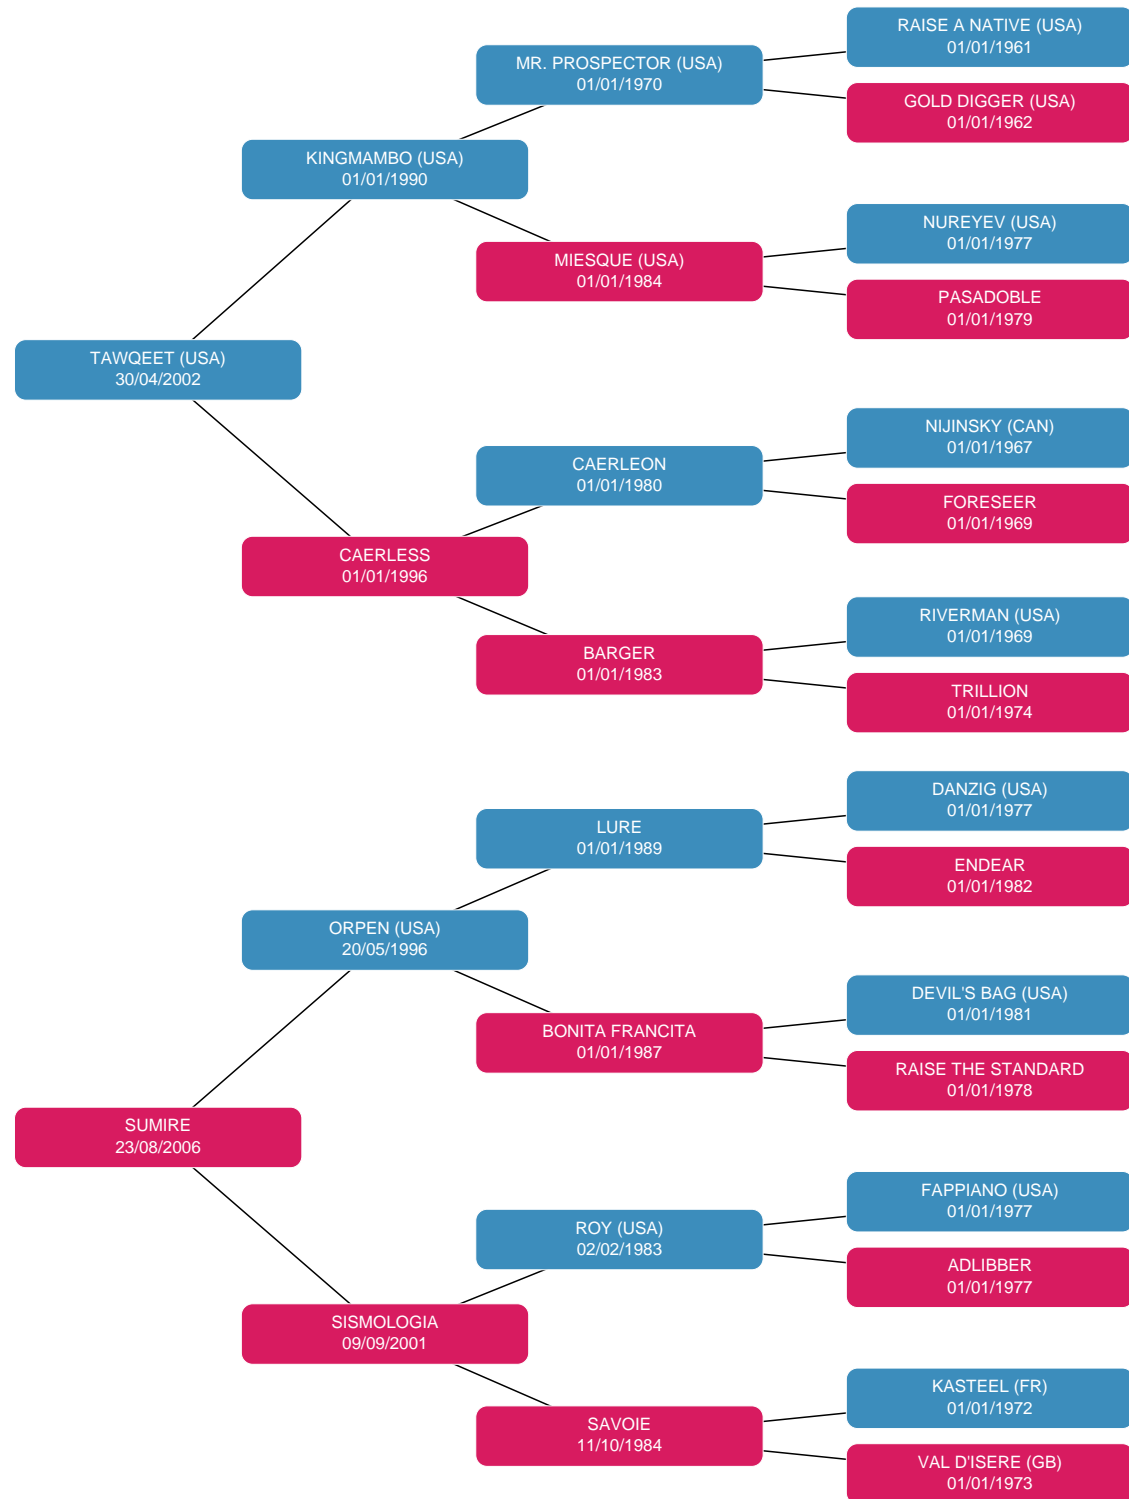 RAISE A NATIVE (USA)
01/01/1961
MR. PROSPECTOR (USA)
01/01/1970
GOLD DIGGER (USA)
01/01/1962
KINGMAMBO (USA)
01/01/1990
NUREYEV (USA)
01/01/1977
MIESQUE (USA)
01/01/1984
PASADOBLE
01/01/1979
TAWQEET (USA)
30/04/2002
NIJINSKY (CAN)
01/01/1967
CAERLEON
01/01/1980
FORESEER
01/01/1969
CAERLESS
01/01/1996
RIVERMAN (USA)
01/01/1969
BARGER
01/01/1983
TRILLION
01/01/1974
DANZIG (USA)
01/01/1977
LURE
01/01/1989
ENDEAR
01/01/1982
ORPEN (USA)
20/05/1996
DEVIL'S BAG (USA)
01/01/1981
BONITA FRANCITA
01/01/1987
RAISE THE STANDARD
01/01/1978
SUMIRE
23/08/2006
FAPPIANO (USA)
01/01/1977
ROY (USA)
02/02/1983
ADLIBBER
01/01/1977
SISMOLOGIA
09/09/2001
KASTEEL (FR)
01/01/1972
SAVOIE
11/10/1984
VAL D'ISERE (GB)
01/01/1973